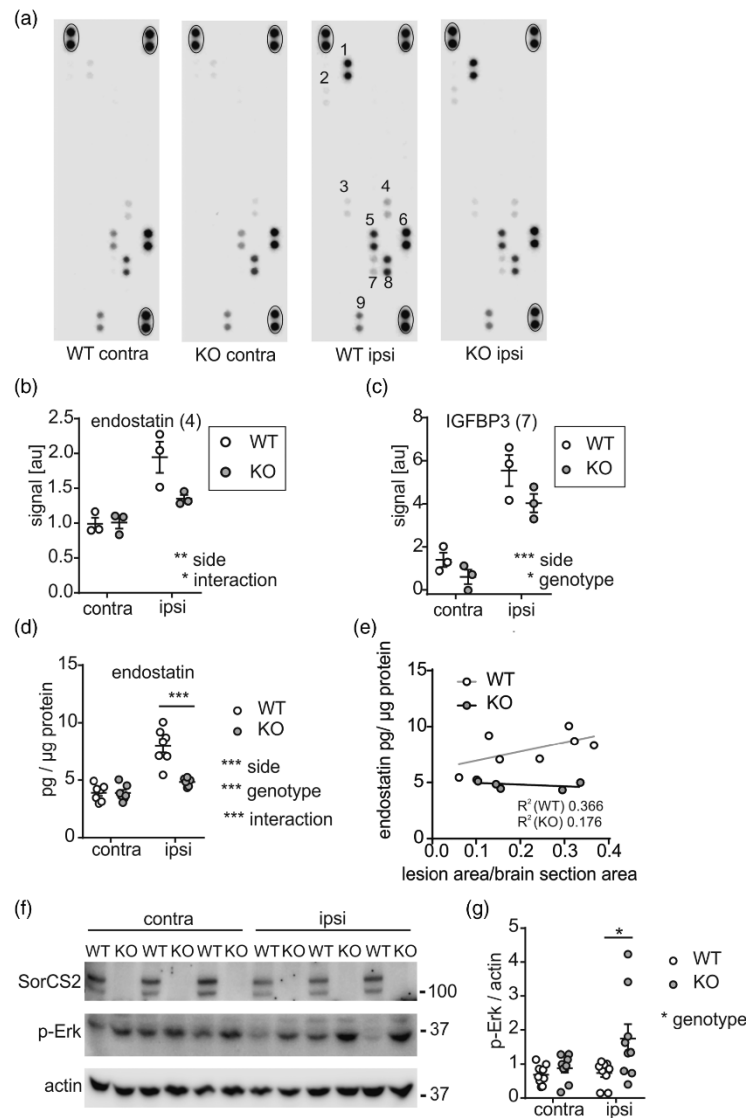 (a)
1
2
3 4
5 6
7 8
9
WT contra KO contra WT ipsi KO ipsi
(b)
endostatin (4)
signal [au]
2.5
2.0
1.5
1.0
0.5
0.0
contra ipsi
WT
KO
** side
* interaction
(c)
IGFBP3 (7)
signal [au]
8
6
4
2
0
contra ipsi
WT
KO
*** side
* genotype
(d)
endostatin
pg / µg protein
15
10
5
0
***
contra ipsi
WT
KO
*** side
*** genotype
*** interaction
(e)
endostatin pg/ µg protein
15
10
5
0
WT
KO
R² (WT) 0.366
R² (KO) 0.176
0.0 0.1 0.2 0.3 0.4
lesion area/brain section area
(f)
contra ipsi
WT KO WT KO WT KO WT KO WT KO WT KO
SorCS2
- 100
p-Erk
- 37
actin
- 37
(g)
p-Erk / actin
5
4
3
2
1
0
*
contra ipsi
WT
KO
* genotype